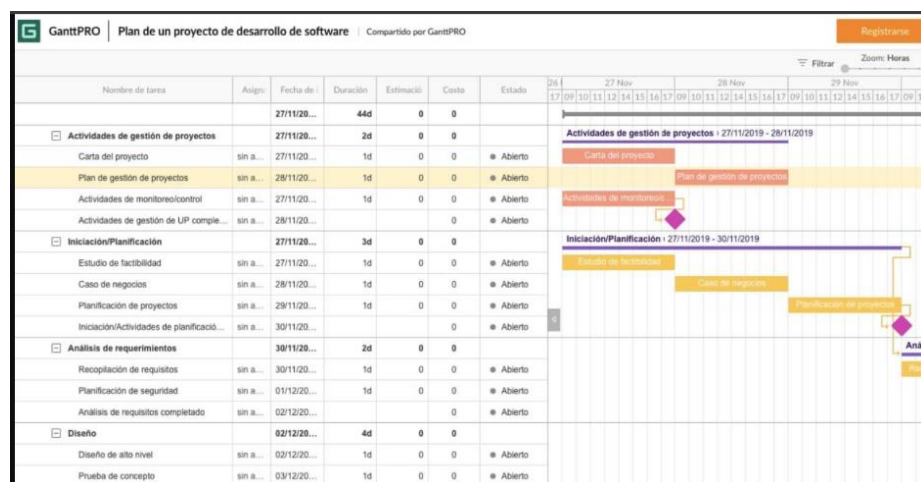 GanttPRO Plan de un proyecto de desarrollo de software Compartido por GanttPRO Registrarse
Filtrar Zoom: Horas
Nombre de tarea Asign: Fecha de i Duración Estimació Costo Estado 26 27 Nov 28 Nov 29 Nov
17 09 10 11 12 14 15 16 17 09 10 11 12 14 15 16 17 09 10 11 12 14 15 16 17 09
27/11/20... 44d 0 0
Actividades de gestión de proyectos 27/11/20... 2d 0 0 Actividades de gestión de proyectos 27/11/2019 - 28/11/2019
Carta del proyecto sin a... 27/11/20... 1d 0 0 Abierto Carta del proyecto
Plan de gestión de proyectos sin a... 28/11/20... 1d 0 0 Abierto Plan de gestión de proyectos
Actividades de monitoreo/control sin a... 27/11/20... 1d 0 0 Abierto Actividades de monitoreo/c...
Actividades de gestión de UP comple... sin a... 28/11/20... 0 Abierto
Iniciación/Planificación 27/11/20... 3d 0 0 Iniciación/Planificación 27/11/2019 - 30/11/2019
Estudio de factibilidad sin a... 27/11/20... 1d 0 0 Abierto Estudio de factibilidad
Caso de negocios sin a... 28/11/20... 1d 0 0 Abierto Caso de negocios
Planificación de proyectos sin a... 29/11/20... 1d 0 0 Abierto Planificación de proyectos
Iniciación/Actividades de planificació... sin a... 30/11/20... 0 Abierto
Análisis de requerimientos 30/11/20... 2d 0 0 Aná
Recopilación de requisitos sin a... 30/11/20... 1d 0 0 Abierto
Planificación de seguridad sin a... 01/12/20... 1d 0 0 Abierto
Análisis de requisitos completado sin a... 02/12/20... 0 Abierto
Diseño 02/12/20... 4d 0 0
Diseño de alto nivel sin a... 02/12/20... 1d 0 0 Abierto
Prueba de concepto sin a... 03/12/20... 1d 0 0 Abierto